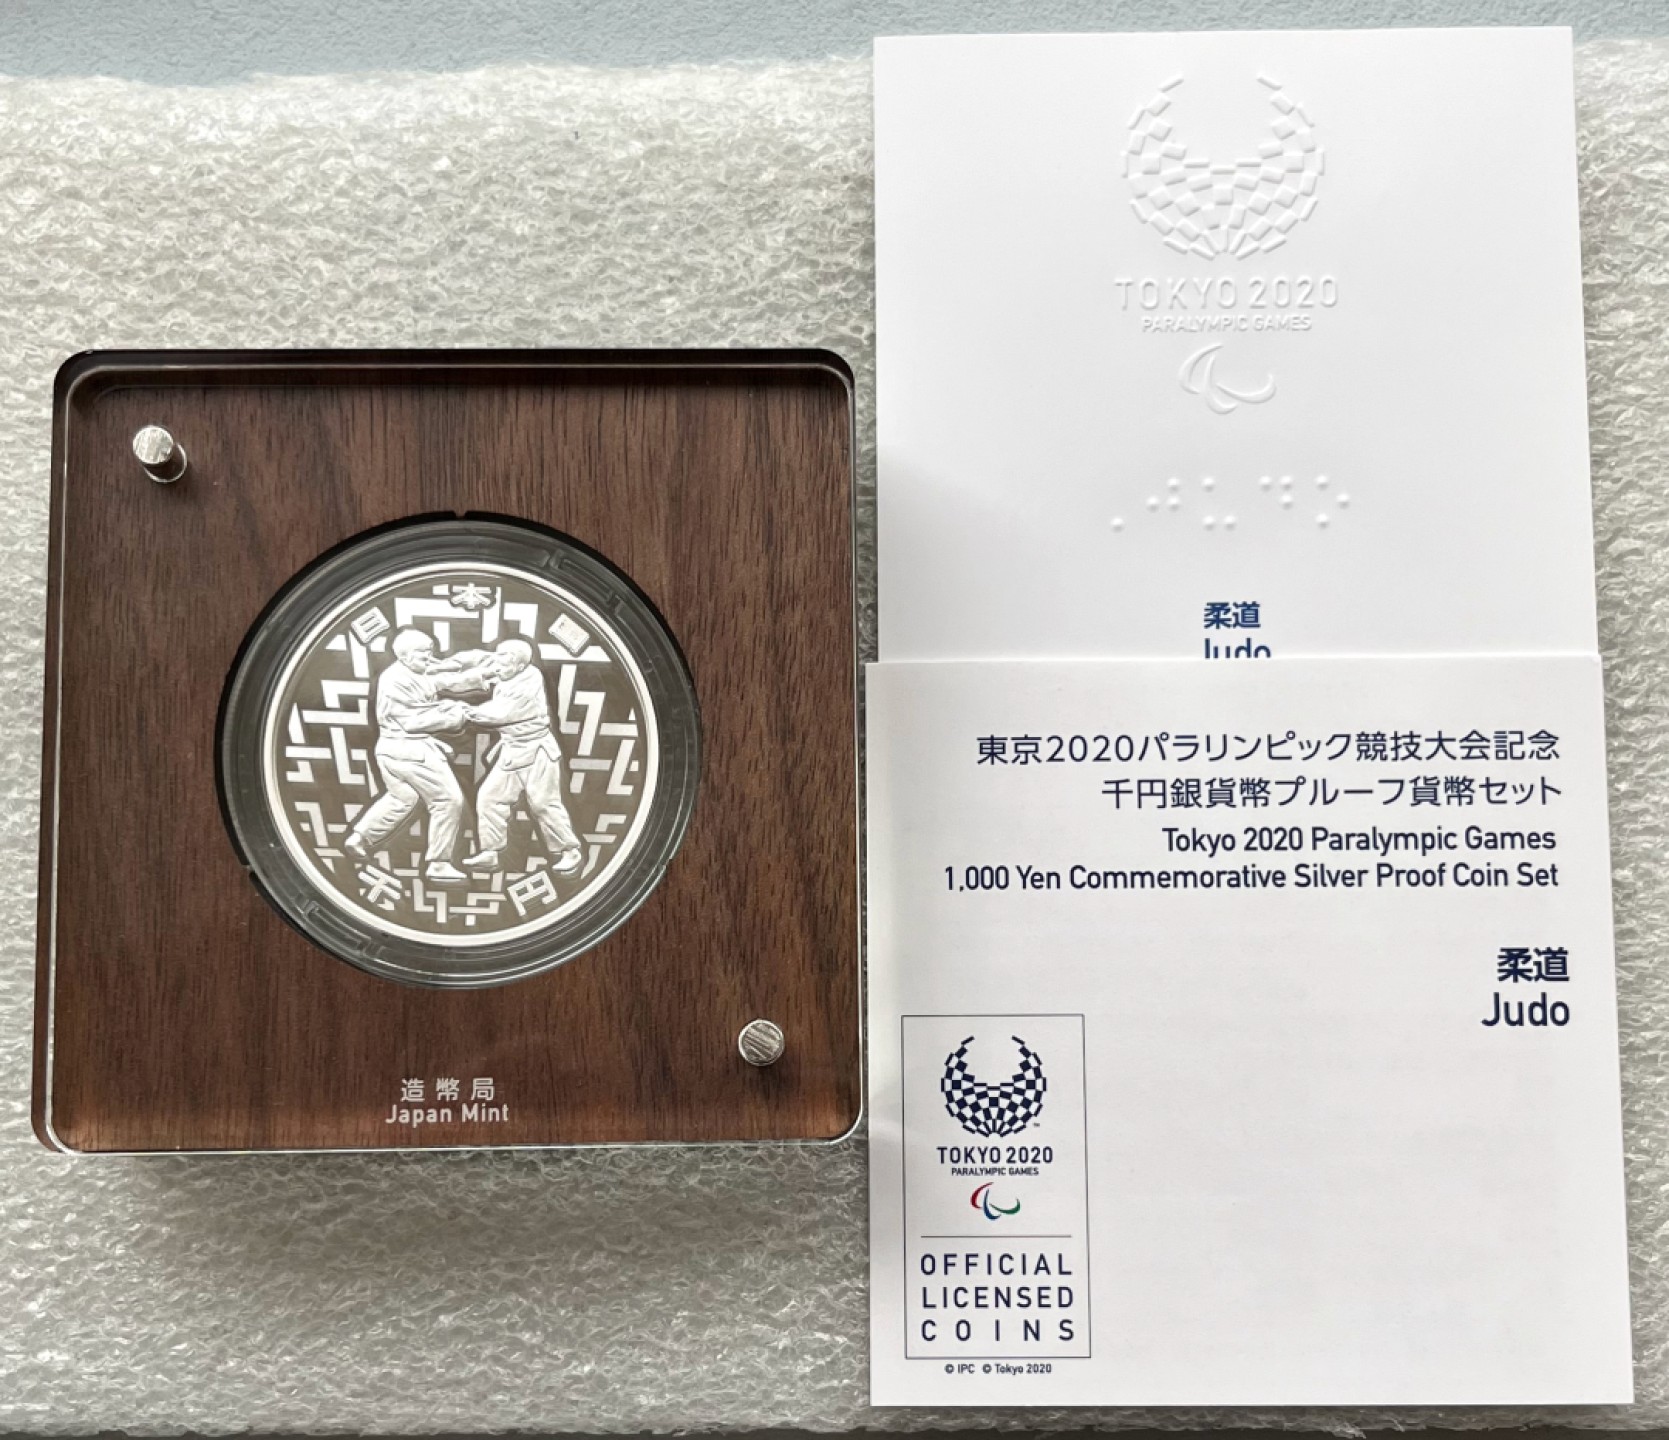 TOKYO 2020
PARALYMPIC GAMES
柔道
Judo
日本国
千円
造幣局
Japan Mint
東京2020パラリンピック競技大会記念
千円銀貨幣プルーフ貨幣セット
Tokyo 2020 Paralympic Games
1,000 Yen Commemorative Silver Proof Coin Set
柔道
Judo
TOKYO 2020
PARALYMPIC GAMES
OFFICIAL
LICENSED
COINS
© IPC © Tokyo 2020